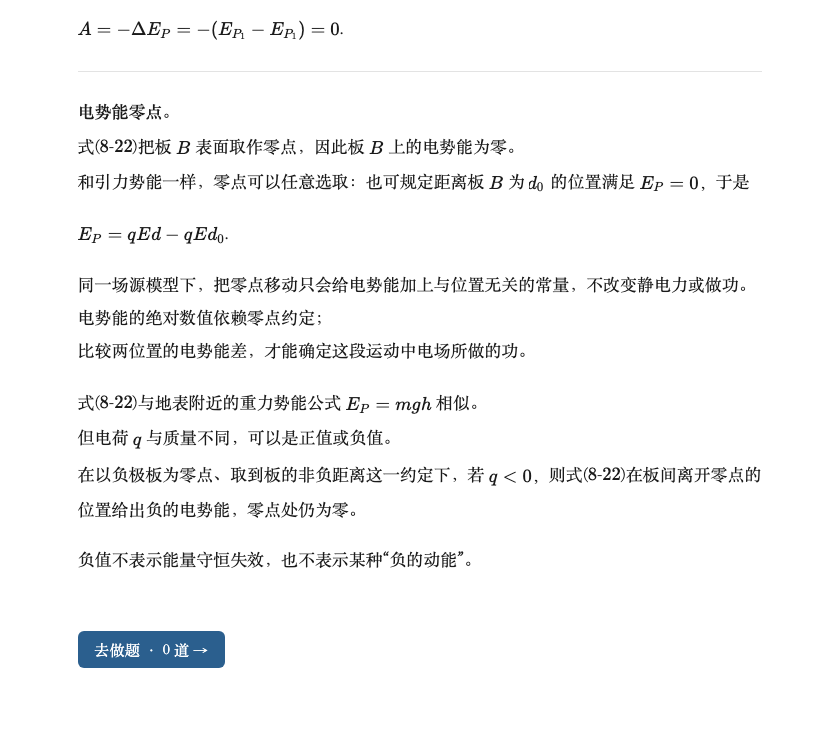 A = −ΔE_P = −(E_{P₁} − E_{P₁}) = 0.
电势能零点。
式(8-22)把板 B 表面取作零点，因此板 B 上的电势能为零。
和引力势能一样，零点可以任意选取：也可规定距离板 B 为 d₀ 的位置满足 E_P = 0，于是
E_P = qEd − qEd₀.
同一场源模型下，把零点移动只会给电势能加上与位置无关的常量，不改变静电力或做功。
电势能的绝对数值依赖零点约定；
比较两位置的电势能差，才能确定这段运动中电场所做的功。
式(8-22)与地表附近的重力势能公式 E_P = mgh 相似。
但电荷 q 与质量不同，可以是正值或负值。
在以负极板为零点、取到板的非负距离这一约定下，若 q < 0，则式(8-22)在板间离开零点的
位置给出负的电势能，零点处仍为零。
负值不表示能量守恒失效，也不表示某种“负的动能”。
去做题 · 0 道 →